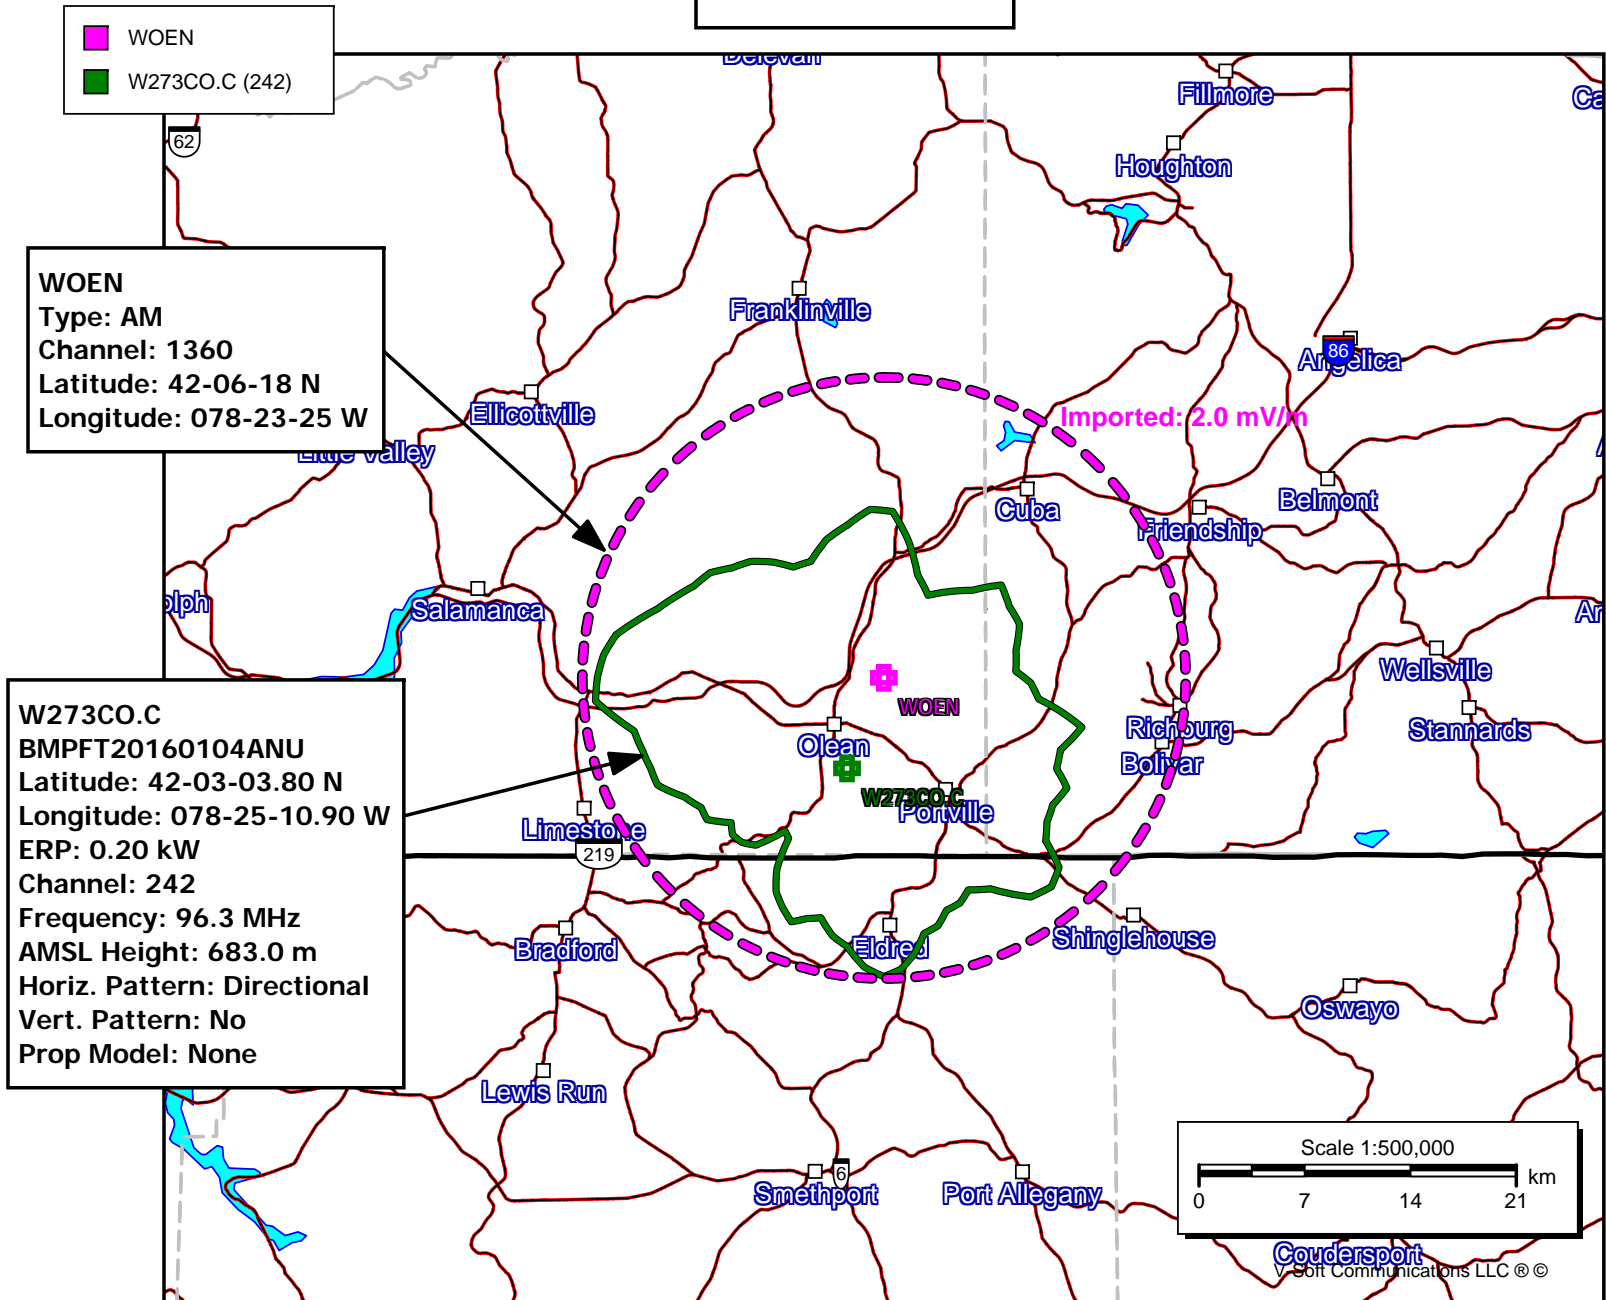 WOEN
W273CO.C (242)
Delevan
Fillmore
62
Houghton
WOEN
Type: AM
Channel: 1360
Latitude: 42-06-18 N
Longitude: 078-23-25 W
Franklinville
86
Angelica
Ellicottville
Imported: 2.0 mV/m
Little Valley
Cuba
Belmont
Friendship
olph
Salamanca
Wellsville
WOEN
Richburg
Stannards
Olean
Bolivar
W273CO.C
Portville
Limestone
219
W273CO.C
BMPFT20160104ANU
Latitude: 42-03-03.80 N
Longitude: 078-25-10.90 W
ERP: 0.20 kW
Channel: 242
Frequency: 96.3 MHz
AMSL Height: 683.0 m
Horiz. Pattern: Directional
Vert. Pattern: No
Prop Model: None
Bradford
Eldred
Shinglehouse
Oswayo
Lewis Run
Smethport
6
Port Allegany
Scale 1:500,000
km
0 7 14 21
Coudersport
V-Soft Communications LLC ® ©